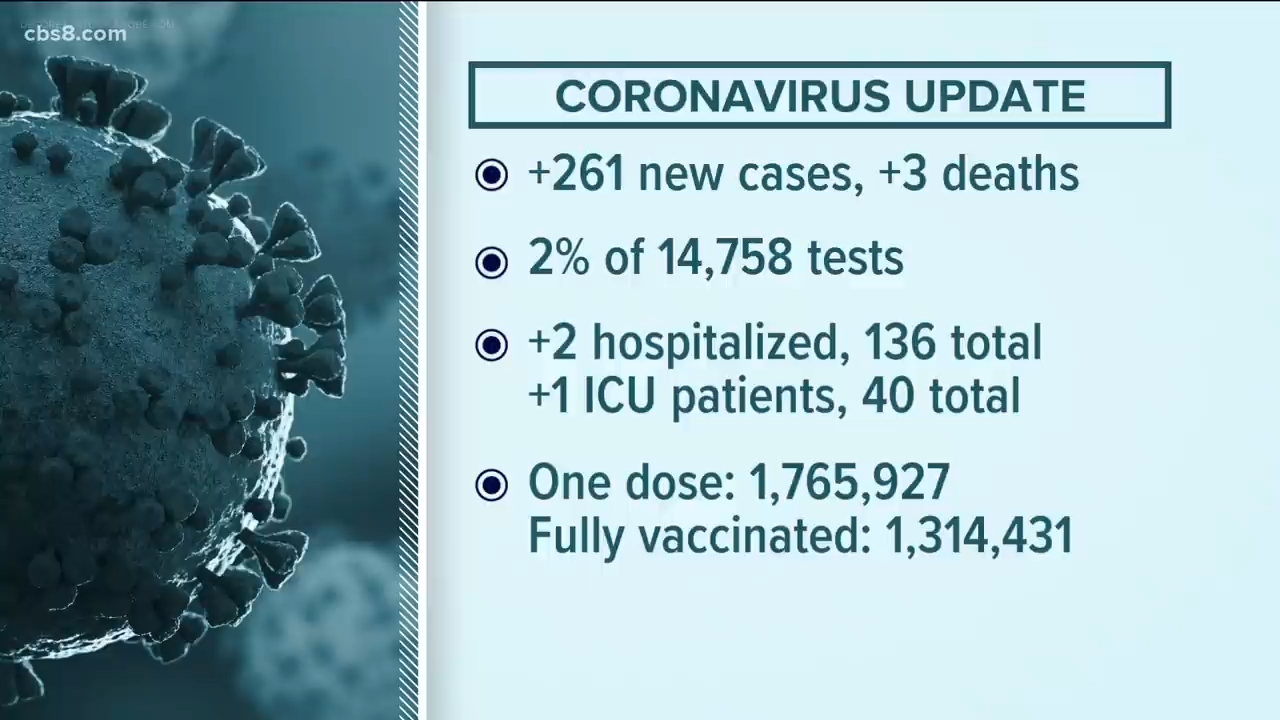 cbs8.com
CORONAVIRUS UPDATE
+261 new cases, +3 deaths
2% of 14,758 tests
+2 hospitalized, 136 total
+1 ICU patients, 40 total
One dose: 1,765,927
Fully vaccinated: 1,314,431